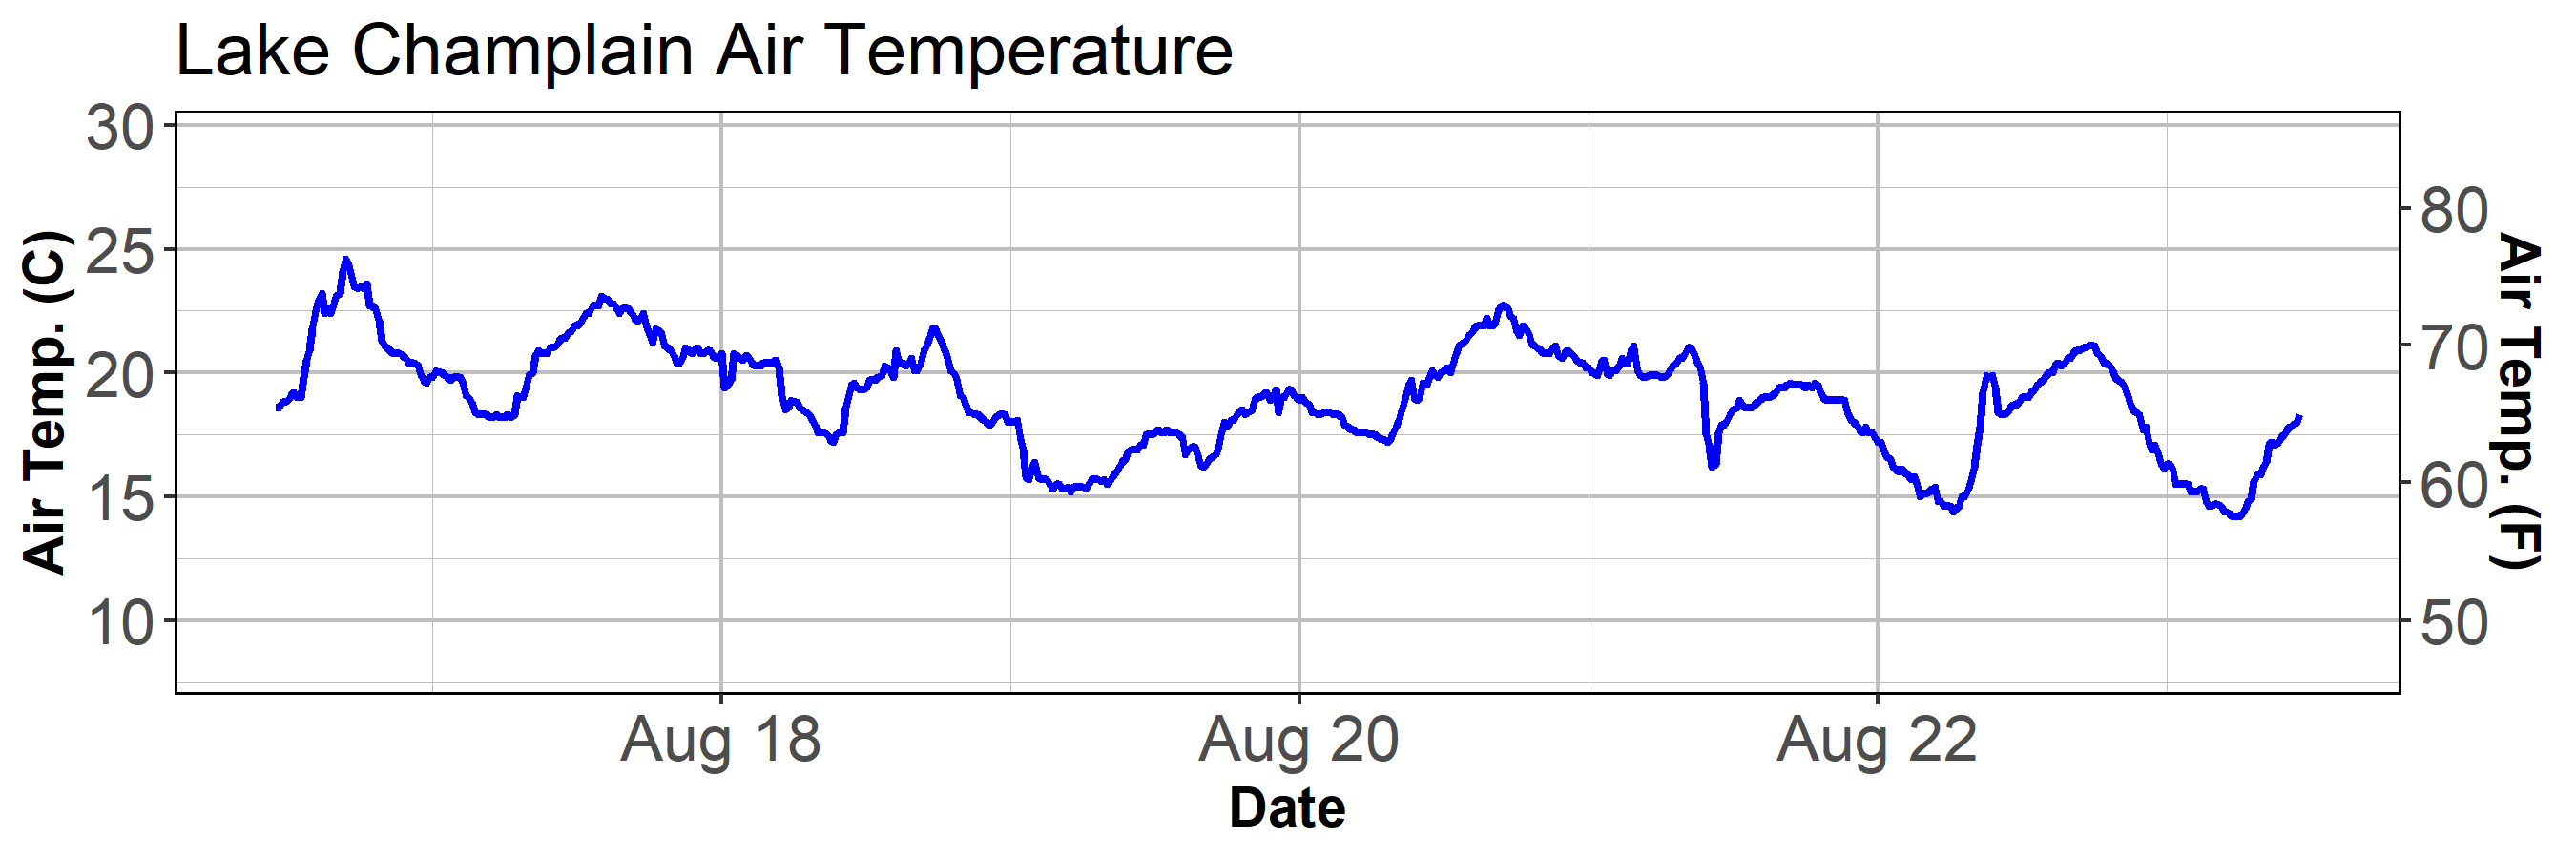 Lake Champlain Air Temperature
Air Temp. (C)
30
25
20
15
10
80
70
60
50
Air Temp. (F)
Aug 18 Aug 20 Aug 22
Date